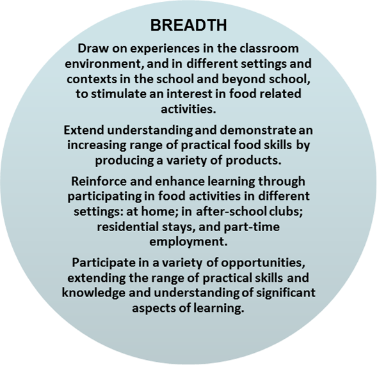 BREADTH
Draw on experiences in the classroom
environment, and in different settings and
contexts in the school and beyond school,
to stimulate an interest in food related
activities.
Extend understanding and demonstrate an
increasing range of practical food skills by
producing a variety of products.
Reinforce and enhance learning through
participating in food activities in different
settings: at home; in after-school clubs;
residential stays, and part-time
employment.
Participate in a variety of opportunities,
extending the range of practical skills and
knowledge and understanding of significant
aspects of learning.